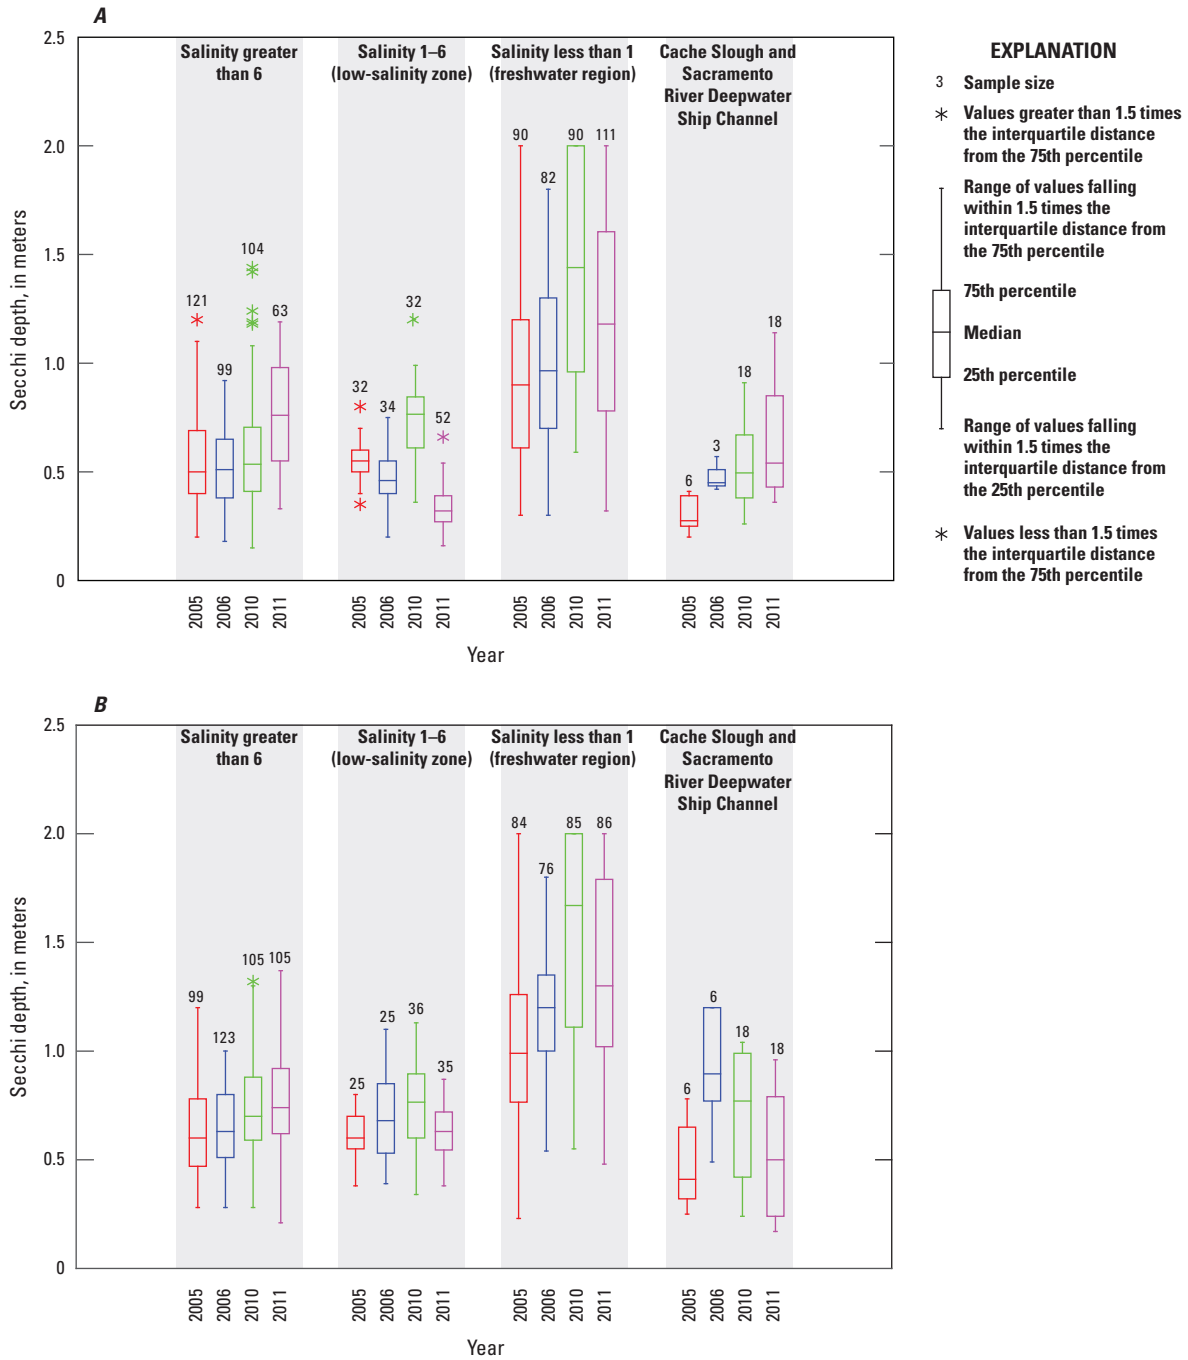 A
Salinity greater
than 6
Salinity 1–6
(low-salinity zone)
Salinity less than 1
(freshwater region)
Cache Slough and
Sacramento
River Deepwater
Ship Channel
2.5
2.0
1.5
1.0
0.5
0
Secchi depth, in meters
121
99
104
63
32
34
32
52
90
82
90
111
6
3
18
18
2005
2006
2010
2011
2005
2006
2010
2011
2005
2006
2010
2011
2005
2006
2010
2011
Year
EXPLANATION
3 Sample size
Values greater than 1.5 times
the interquartile distance
from the 75th percentile
Range of values falling
within 1.5 times the
interquartile distance from
the 75th percentile
75th percentile
Median
25th percentile
Range of values falling
within 1.5 times the
interquartile distance from
the 25th percentile
Values less than 1.5 times
the interquartile distance
from the 75th percentile
B
Salinity greater
than 6
Salinity 1–6
(low-salinity zone)
Salinity less than 1
(freshwater region)
Cache Slough and
Sacramento
River Deepwater
Ship Channel
2.5
2.0
1.5
1.0
0.5
0
Secchi depth, in meters
99
123
105
105
25
25
36
35
84
76
85
86
6
6
18
18
2005
2006
2010
2011
2005
2006
2010
2011
2005
2006
2010
2011
2005
2006
2010
2011
Year